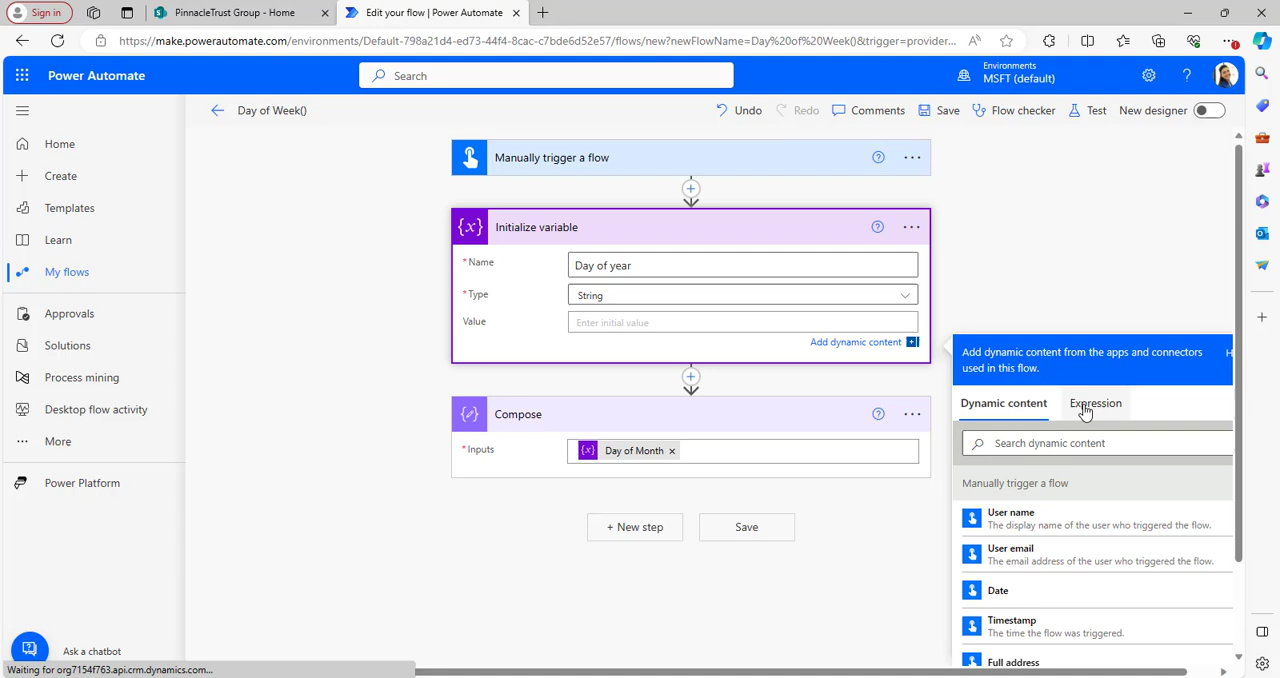 Sign in
PinnacleTrust Group - Home
Edit your flow | Power Automate
https://make.powerautomate.com/environments/Default-798a21d4-ed73-44f4-8cac-c7bde6d52e57/flows/new?newFlowName=Day%20of%20Week()&trigger=provider...
Power Automate
Search
Environments
MSFT (default)
Day of Week()
Undo
Redo
Comments
Save
Flow checker
Test
New designer
Home
Create
Templates
Learn
My flows
Approvals
Solutions
Process mining
Desktop flow activity
More
Power Platform
Ask a chatbot
Manually trigger a flow
Initialize variable
* Name
Day of year
* Type
String
Value
Enter initial value
Add dynamic content
Compose
* Inputs
Day of Month
+ New step
Save
Add dynamic content from the apps and connectors
used in this flow.
H
Dynamic content
Expression
Search dynamic content
Manually trigger a flow
User name
The display name of the user who triggered the flow.
User email
The email address of the user who triggered the flow.
Date
Timestamp
The time the flow was triggered.
Full address
Waiting for org7154f763.api.crm.dynamics.com...